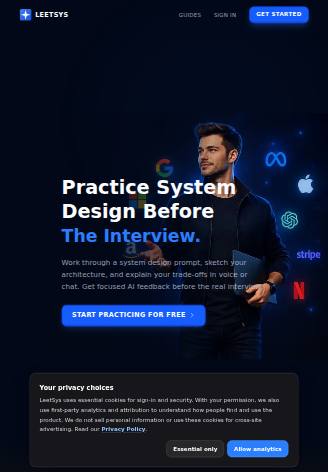 LEETSYS
GUIDES
SIGN IN
GET STARTED
Practice System
Design Before
The Interview.
Work through a system design prompt, sketch your
architecture, and explain your trade-offs in voice or
chat. Get focused AI feedback before the real interview.
START PRACTICING FOR FREE ›
stripe
Your privacy choices
LeetSys uses essential cookies for sign-in and security. With your permission, we also
use first-party analytics and attribution to understand how people find and use the
product. We do not sell personal information or use these cookies for cross-site
advertising. Read our Privacy Policy.
Essential only
Allow analytics